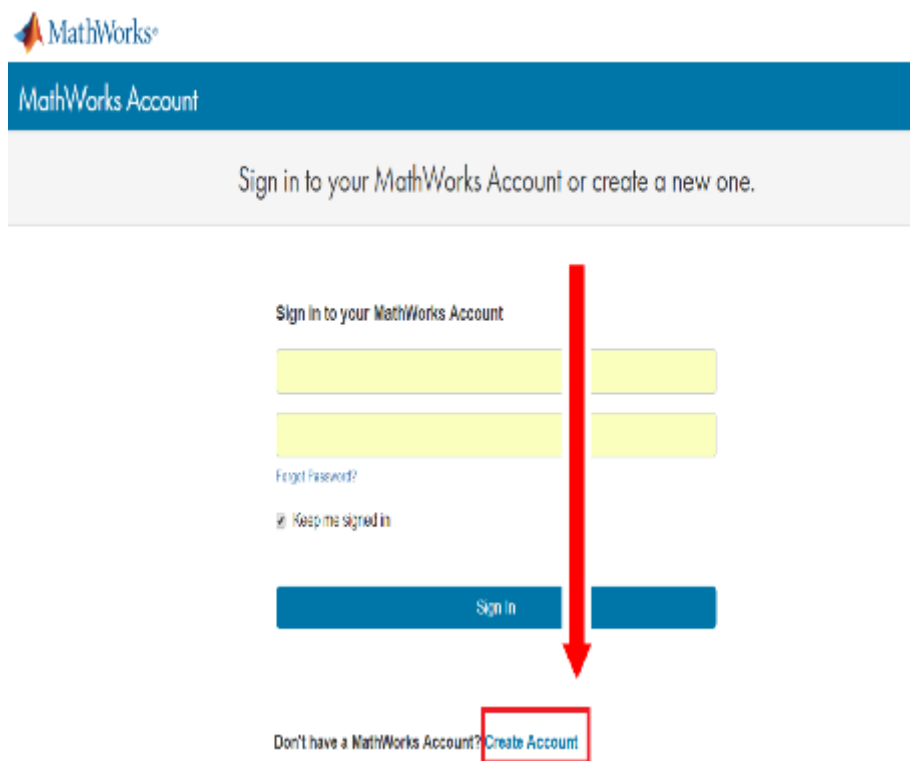 MathWorks®
MathWorks Account
Sign in to your MathWorks Account or create a new one.
Sign in to your MathWorks Account
Forgot Password?
Keep me signed in
Sign In
Don't have a MathWorks Account? Create Account